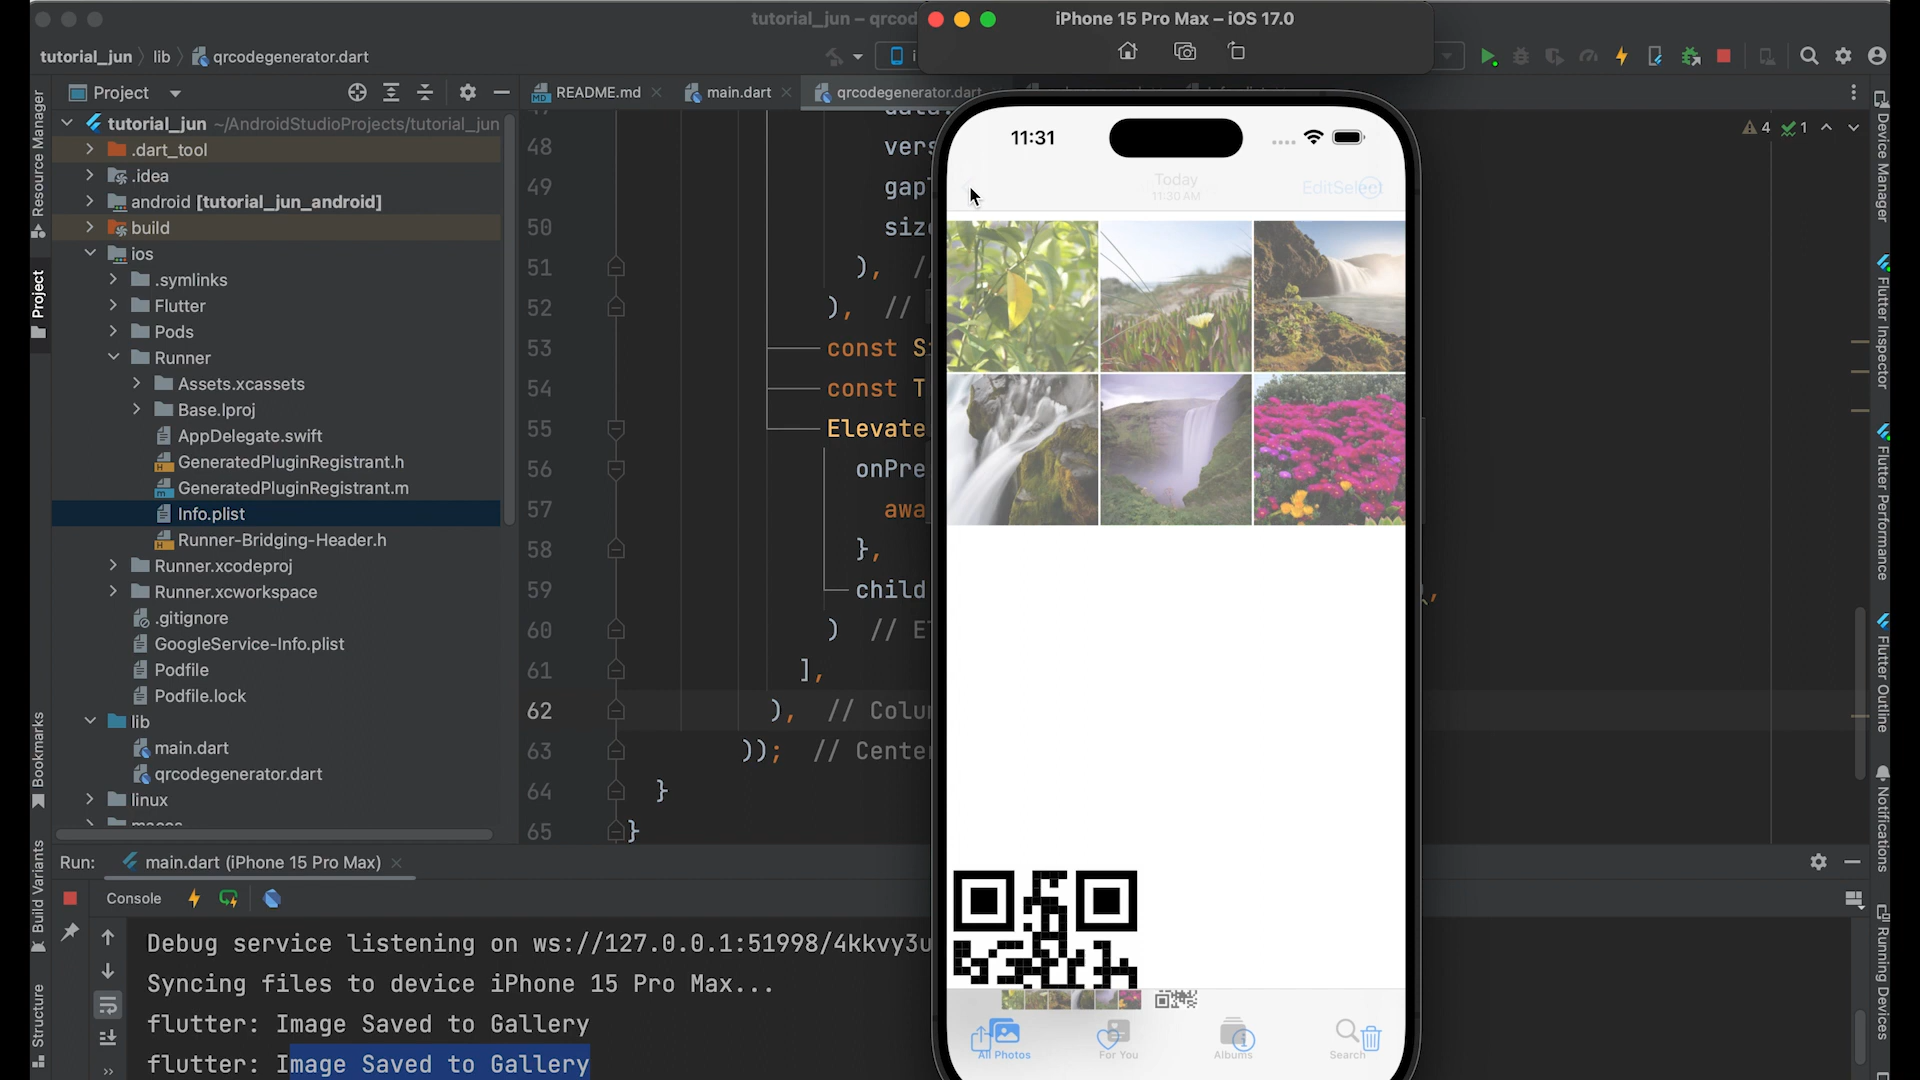 tutorial_jun – qrcod
iPhone 15 Pro Max – iOS 17.0
tutorial_jun
lib
qrcodegenerator.dart
Project
README.md
main.dart
qrcodegenerator.dart
Resource Manager
Project
Bookmarks
Build Variants
Structure
tutorial_jun ~/AndroidStudioProjects/tutorial_jun
.dart_tool
.idea
android [tutorial_jun_android]
build
ios
.symlinks
Flutter
Pods
Runner
Assets.xcassets
Base.lproj
AppDelegate.swift
GeneratedPluginRegistrant.h
GeneratedPluginRegistrant.m
Info.plist
Runner-Bridging-Header.h
Runner.xcodeproj
Runner.xcworkspace
.gitignore
GoogleService-Info.plist
Podfile
Podfile.lock
lib
main.dart
qrcodegenerator.dart
linux
48 vers
49 gap
50 siz
51 ), //
52 ), //
53 const S
54 const T
55 Elevate
56 onPre
57 awa
58 },
59 child
60 ) // E
61 ],
62 ), // Colu
63 )); // Center
64 }
65 }
4 1
11:31
Today
11:30 AM
Edit Select
All Photos
For You
Albums
Search
Device Manager
Flutter Inspector
Flutter Performance
Flutter Outline
Notifications
Running Devices
Run: main.dart (iPhone 15 Pro Max)
Console
Debug service listening on ws://127.0.0.1:51998/4kkvy3u
Syncing files to device iPhone 15 Pro Max...
flutter: Image Saved to Gallery
flutter: Image Saved to Gallery